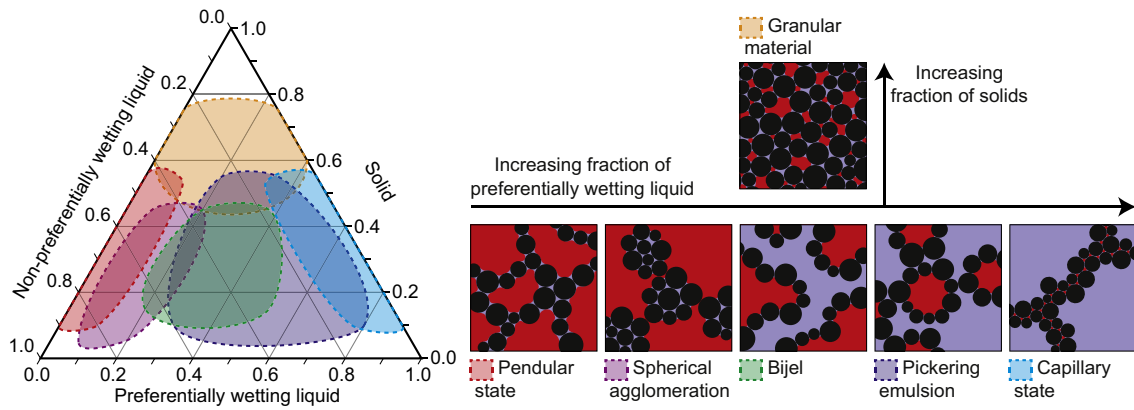 0.0
1.0
0.2
0.8
0.4
0.6
0.6
0.4
0.8
0.2
1.0
0.0
0.0
0.2
0.4
0.6
0.8
1.0
Non-preferentially wetting liquid
Solid
Preferentially wetting liquid
Granular
material
Increasing
fraction of solids
Increasing fraction of
preferentially wetting liquid
Pendular
state
Spherical
agglomeration
Bijel
Pickering
emulsion
Capillary
state